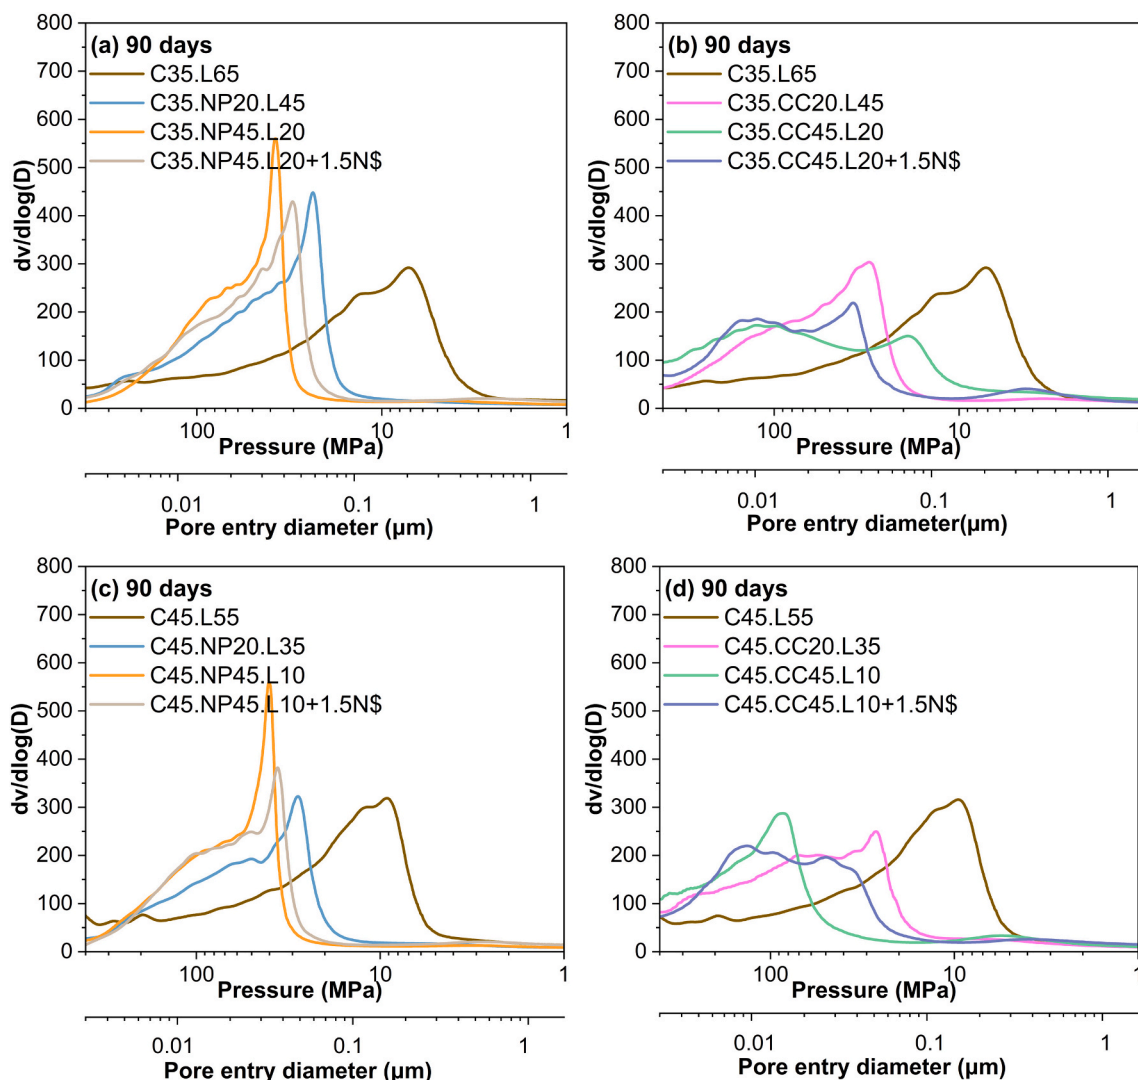 (a) 90 days
C35.L65
C35.NP20.L45
C35.NP45.L20
C35.NP45.L20+1.5N$
dv/dlog(D)
800
700
600
500
400
300
200
100
0
100 10 1
Pressure (MPa)
0.01 0.1 1
Pore entry diameter (μm)
(b) 90 days
C35.L65
C35.CC20.L45
C35.CC45.L20
C35.CC45.L20+1.5N$
dv/dlog(D)
800
700
600
500
400
300
200
100
0
100 10
Pressure (MPa)
0.01 0.1 1
Pore entry diameter(μm)
(c) 90 days
C45.L55
C45.NP20.L35
C45.NP45.L10
C45.NP45.L10+1.5N$
dv/dlog(D)
800
700
600
500
400
300
200
100
0
100 10 1
Pressure (MPa)
0.01 0.1 1
Pore entry diameter (μm)
(d) 90 days
C45.L55
C45.CC20.L35
C45.CC45.L10
C45.CC45.L10+1.5N$
dv/dlog(D)
800
700
600
500
400
300
200
100
0
100 10
Pressure (MPa)
0.01 0.1 1
Pore entry diameter (μm)